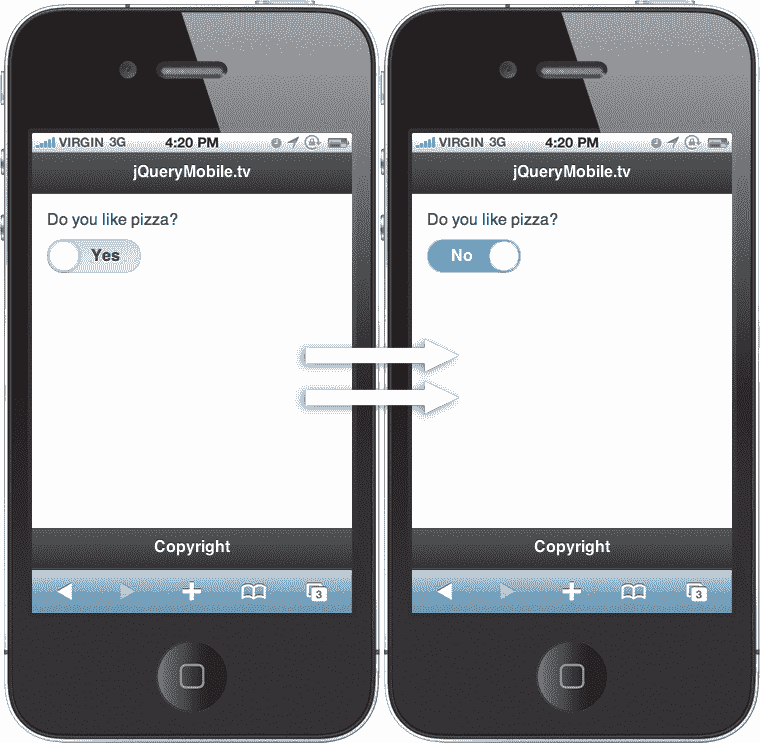 VIRGIN 3G 4:20 PM
jQueryMobile.tv
Do you like pizza?
Yes
Copyright
3
VIRGIN 3G 4:20 PM
jQueryMobile.tv
Do you like pizza?
No
Copyright
3